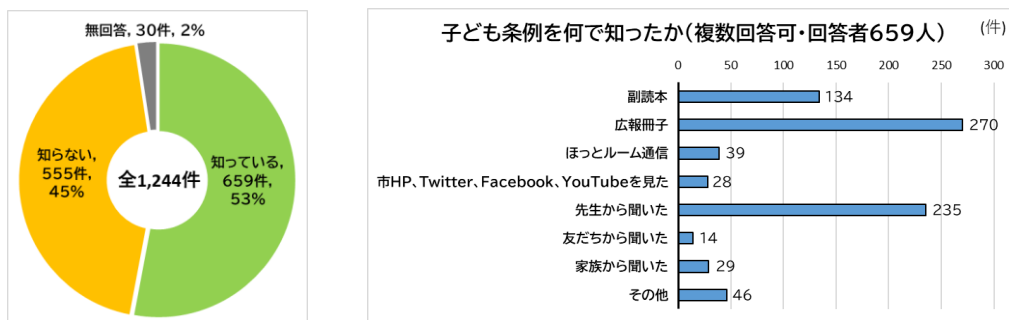 無回答, 30件, 2%
知らない,
555件,
45%
全1,244件
知っている,
659件,
53%
子ども条例を何で知ったか(複数回答可・回答者659人)
(件)
0 50 100 150 200 250 300
副読本 134
広報冊子 270
ほっとルーム通信 39
市HP、Twitter、Facebook、YouTubeを見た 28
先生から聞いた 235
友だちから聞いた 14
家族から聞いた 29
その他 46